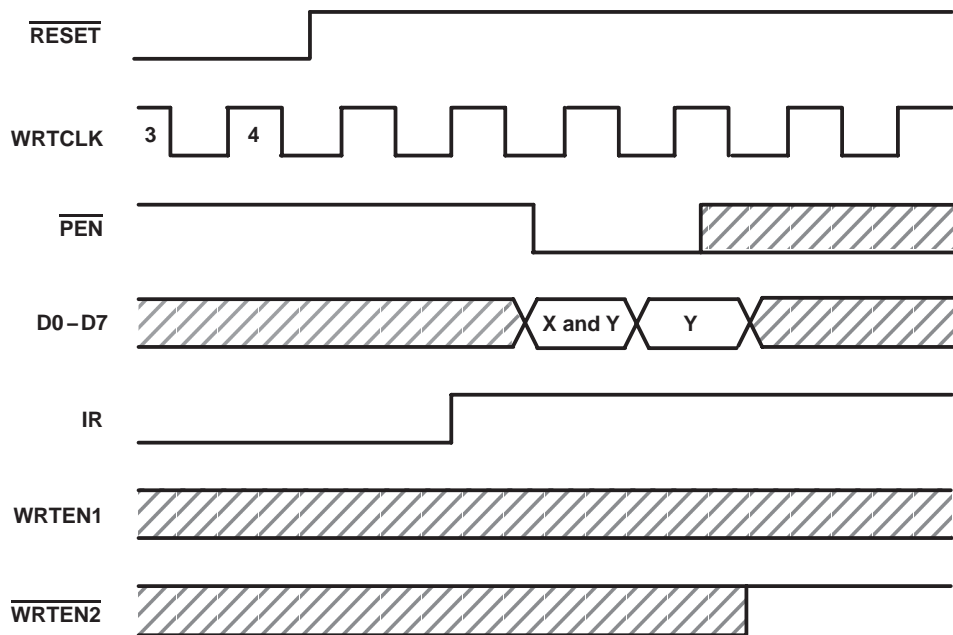 RESET
WRTCLK
3
4
PEN
D0 – D7
X and Y
Y
IR
WRTEN1
WRTEN2